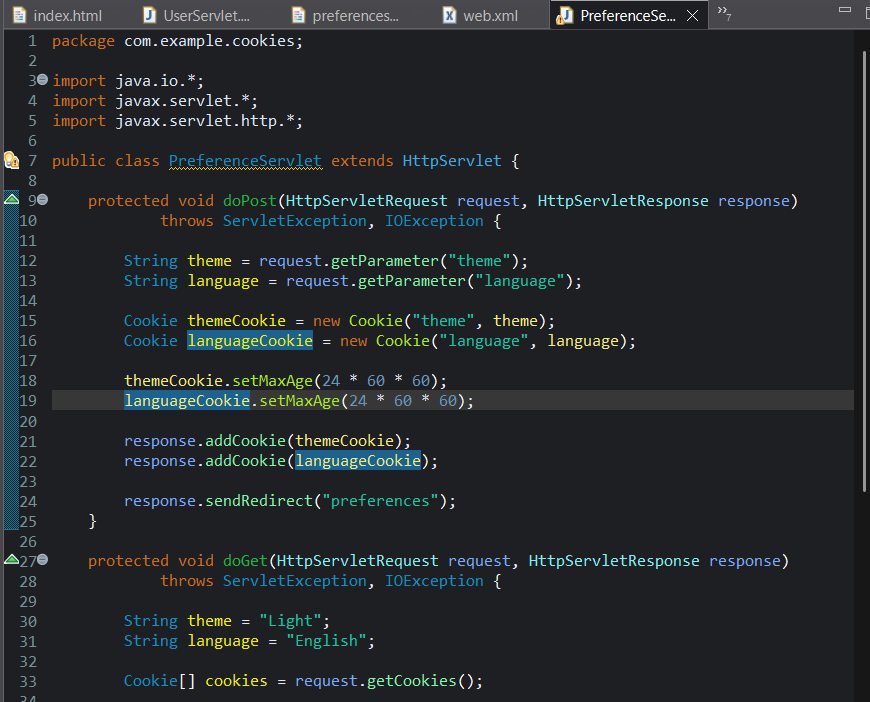 index.html UserServlet.... preferences... web.xml PreferenceSe... 7
1 package com.example.cookies;
2
3 import java.io.*;
4 import javax.servlet.*;
5 import javax.servlet.http.*;
6
7 public class PreferenceServlet extends HttpServlet {
8
9 protected void doPost(HttpServletRequest request, HttpServletResponse response)
10 throws ServletException, IOException {
11
12 String theme = request.getParameter("theme");
13 String language = request.getParameter("language");
14
15 Cookie themeCookie = new Cookie("theme", theme);
16 Cookie languageCookie = new Cookie("language", language);
17
18 themeCookie.setMaxAge(24 * 60 * 60);
19 languageCookie.setMaxAge(24 * 60 * 60);
20
21 response.addCookie(themeCookie);
22 response.addCookie(languageCookie);
23
24 response.sendRedirect("preferences");
25 }
26
27 protected void doGet(HttpServletRequest request, HttpServletResponse response)
28 throws ServletException, IOException {
29
30 String theme = "Light";
31 String language = "English";
32
33 Cookie[] cookies = request.getCookies();
34